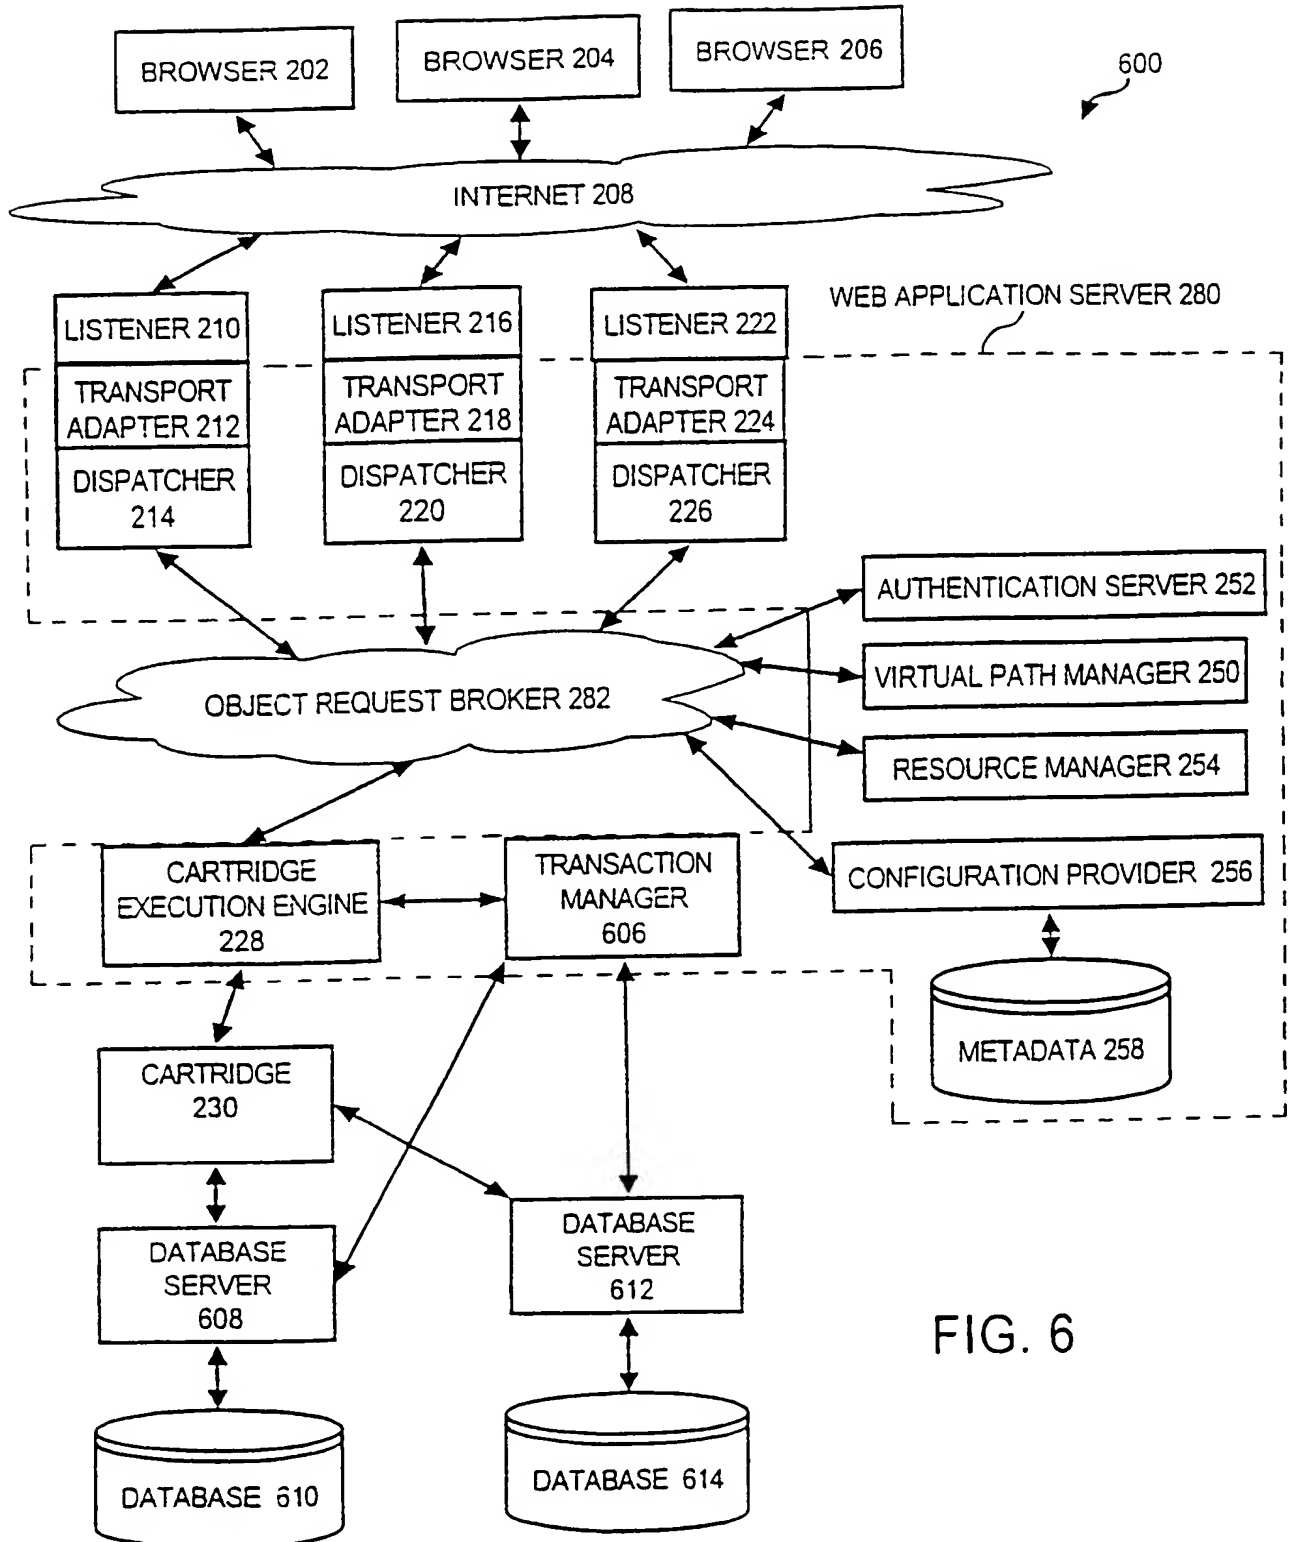 BROWSER 202
BROWSER 204
BROWSER 206
600
INTERNET 208
WEB APPLICATION SERVER 280
LISTENER 210
TRANSPORT
ADAPTER 212
DISPATCHER
214
LISTENER 216
TRANSPORT
ADAPTER 218
DISPATCHER
220
LISTENER 222
TRANSPORT
ADAPTER 224
DISPATCHER
226
AUTHENTICATION SERVER 252
VIRTUAL PATH MANAGER 250
OBJECT REQUEST BROKER 282
RESOURCE MANAGER 254
CARTRIDGE
EXECUTION ENGINE
228
TRANSACTION
MANAGER
606
CONFIGURATION PROVIDER 256
METADATA 258
CARTRIDGE
230
DATABASE
SERVER
608
DATABASE
SERVER
612
FIG. 6
DATABASE 610
DATABASE 614